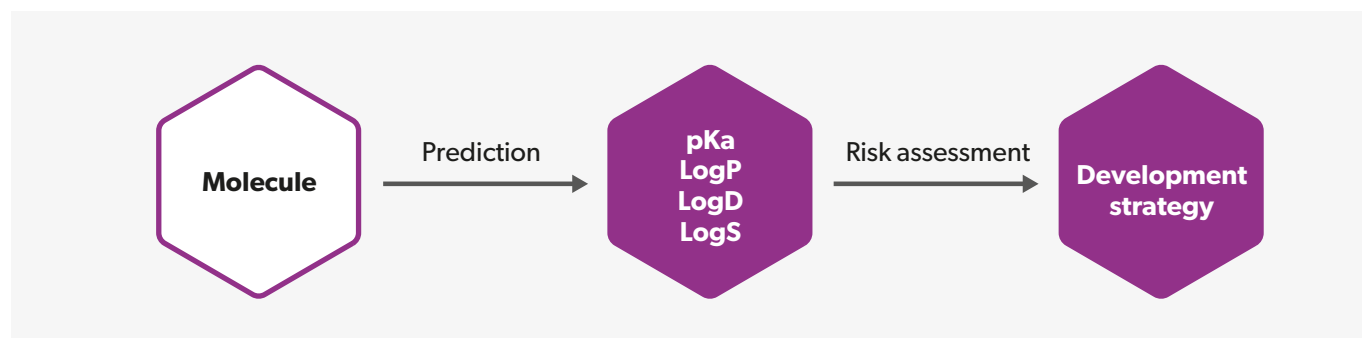 Molecule
Prediction
pKa
LogP
LogD
LogS
Risk assessment
Development
strategy